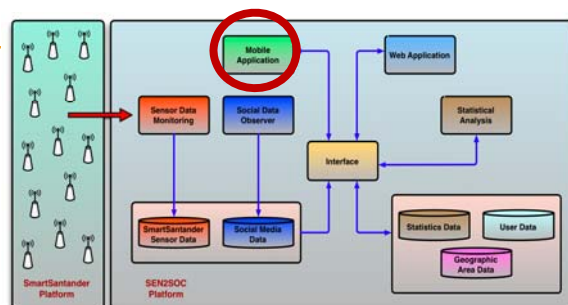 Mobile
Application
Web Application
Sensor Data
Monitoring
Social Data
Observer
Statistical
Analysis
Interface
SmartSantander
Sensor Data
Social Media
Data
Statistics Data
User Data
Geographic
Area Data
SmartSantander
Platform
SEN2SOC
Platform